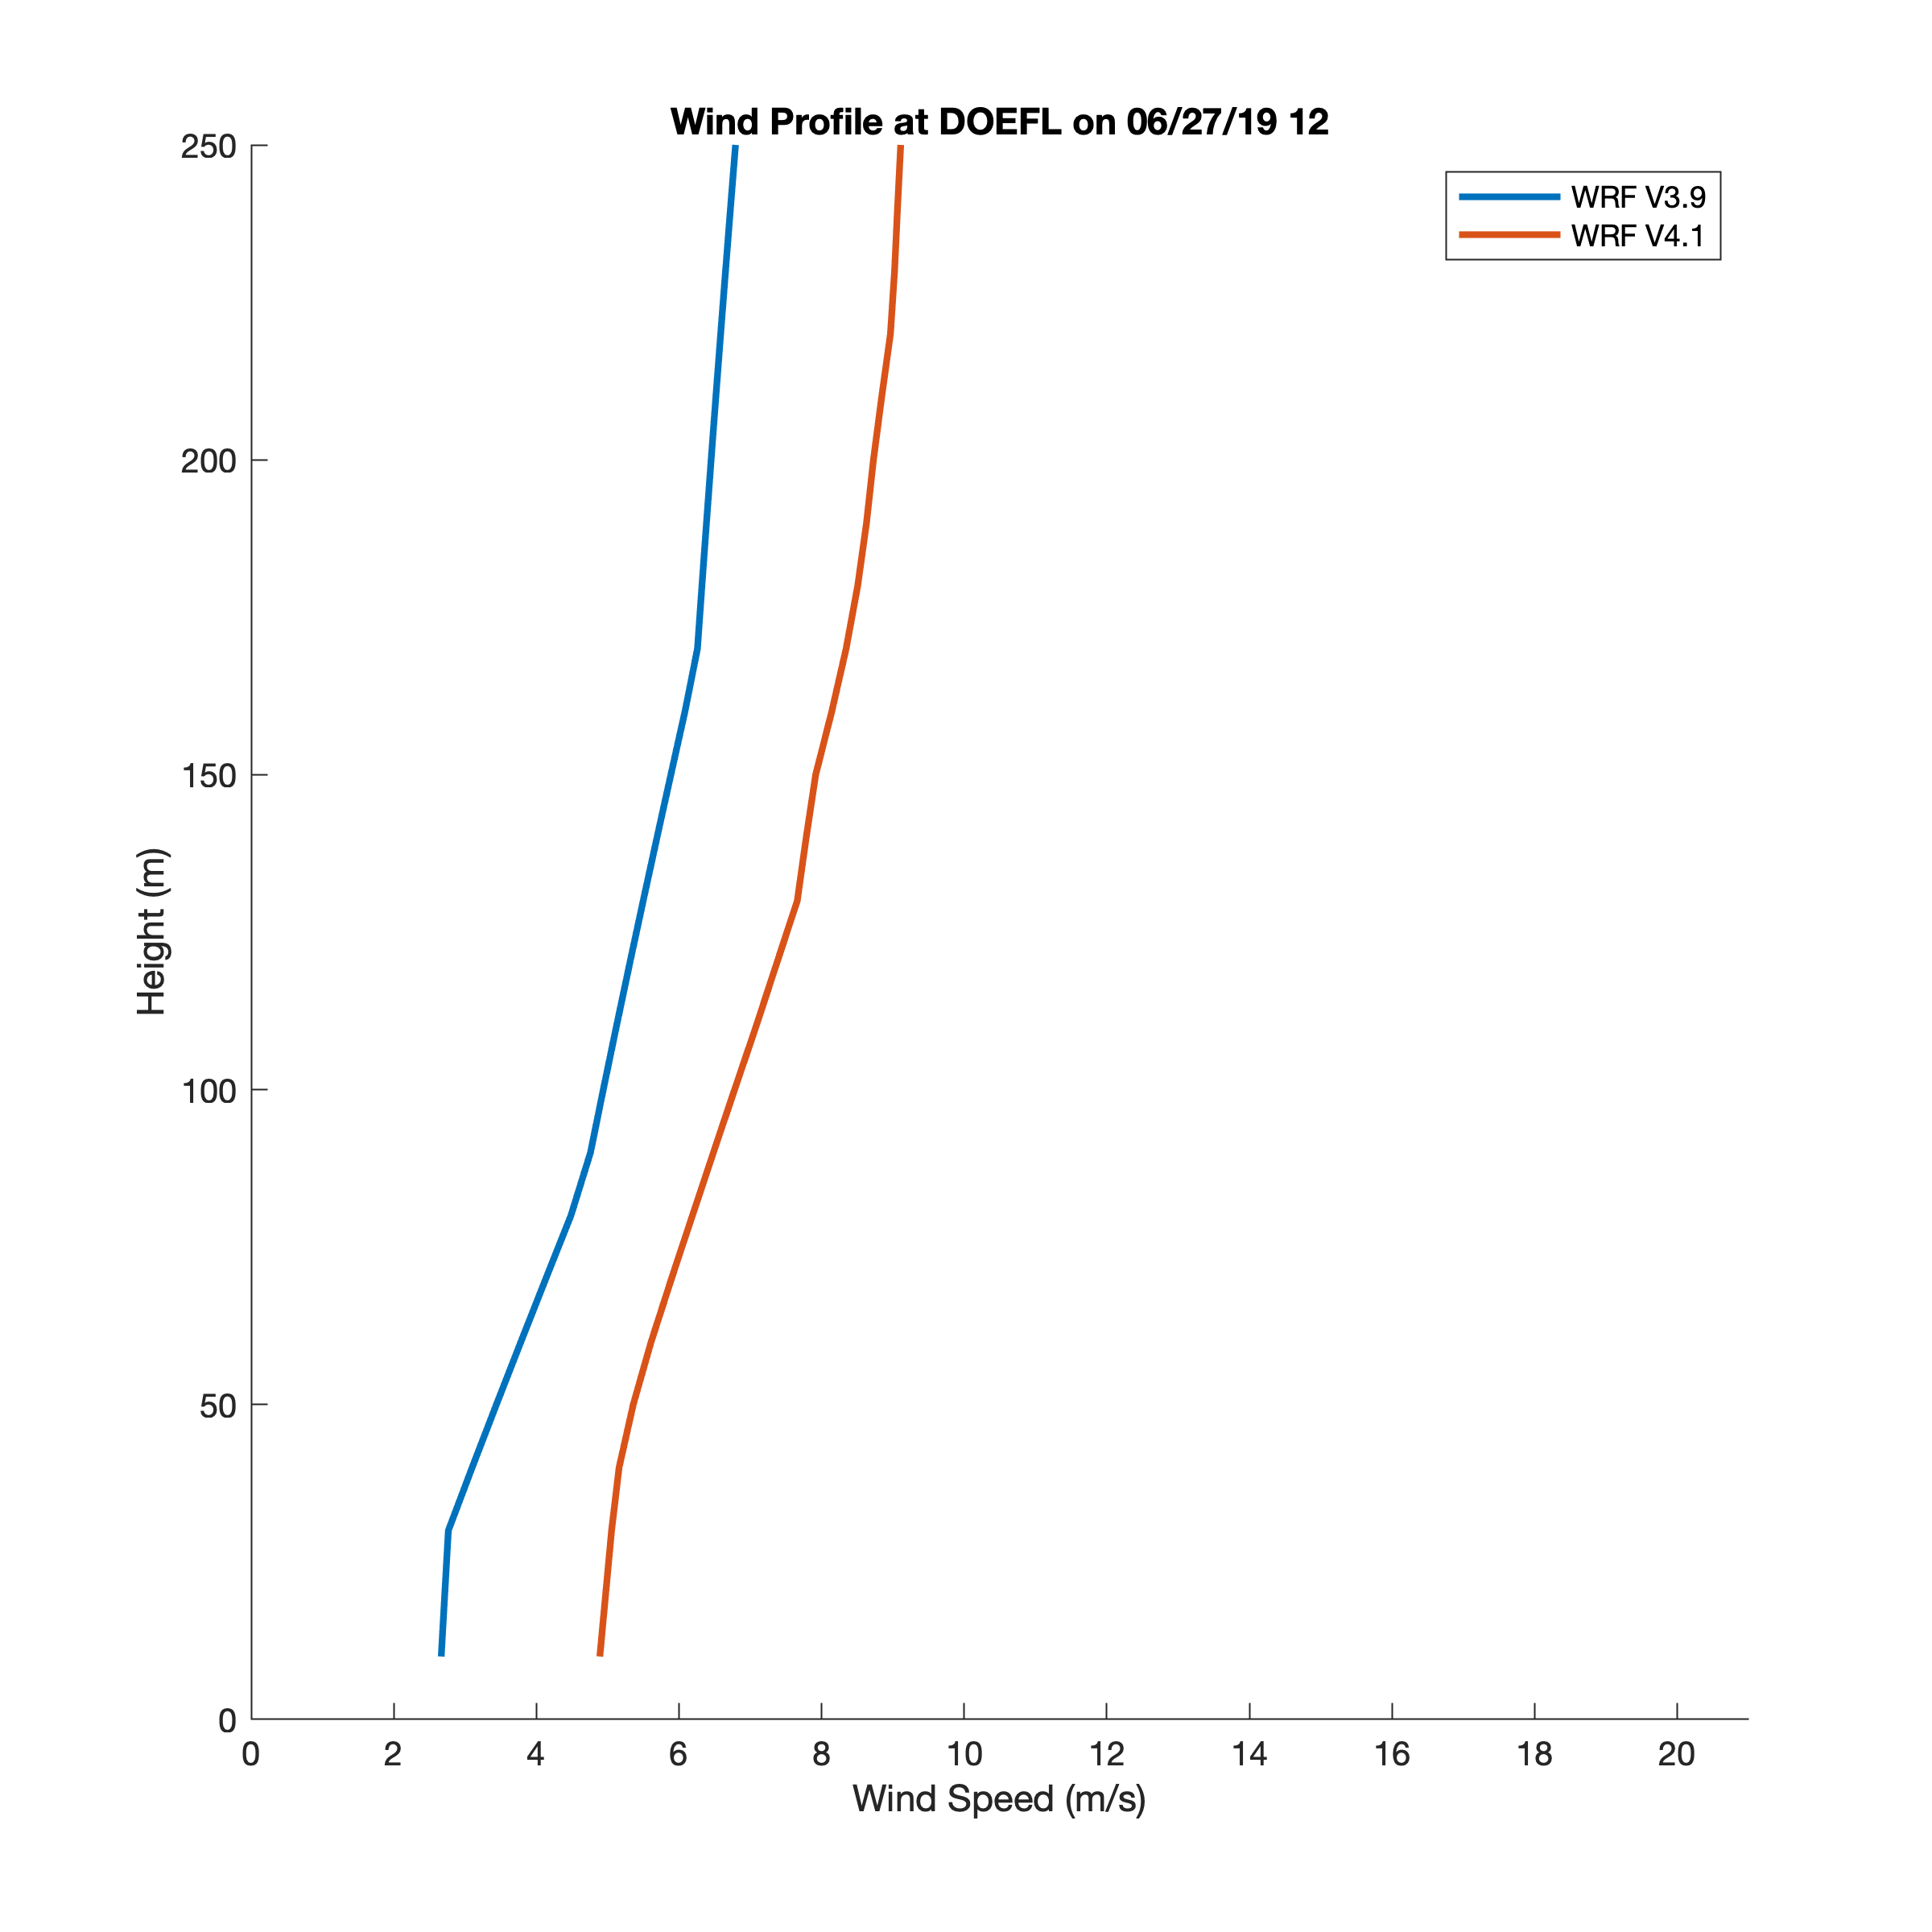 Wind Profile at DOEFL on 06/27/19 12
WRF V3.9
WRF V4.1
250
200
150
100
50
0
Height (m)
0 2 4 6 8 10 12 14 16 18 20
Wind Speed (m/s)